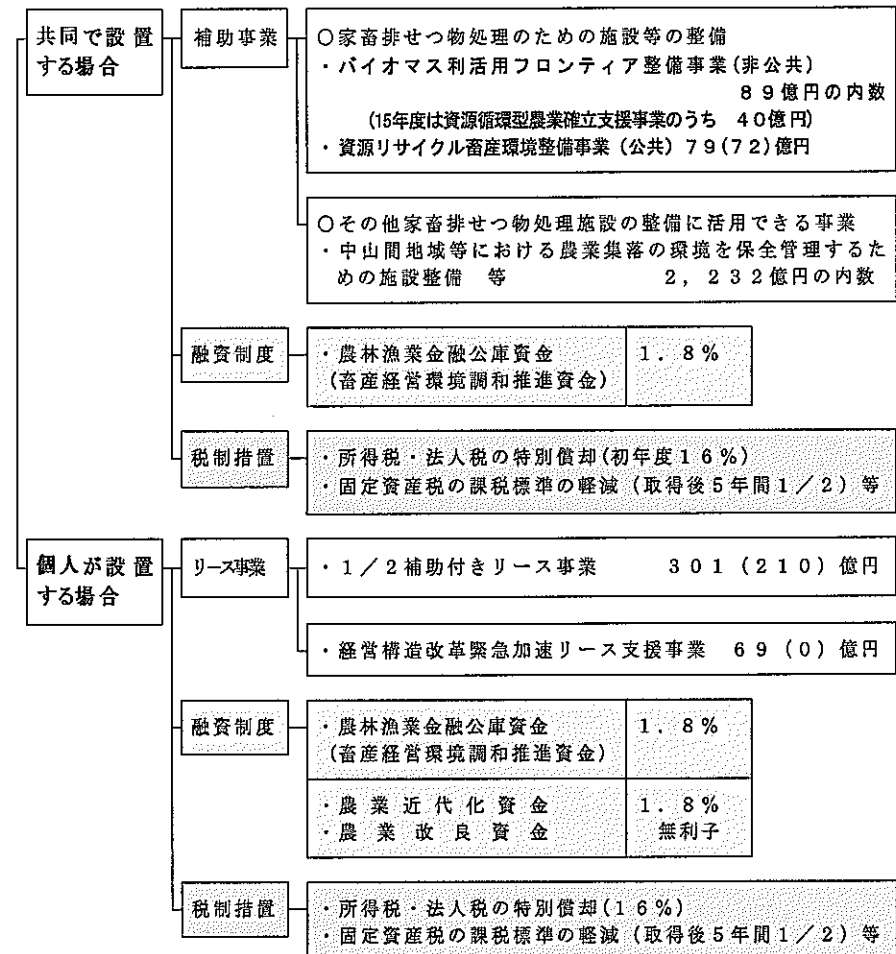 共同で設置
する場合
補助事業
○家畜排せつ物処理のための施設等の整備
・バイオマス利活用フロンティア整備事業(非公共)
89億円の内数
(15年度は資源循環型農業確立支援事業のうち 40億円)
・資源リサイクル畜産環境整備事業(公共)79(72)億円
○その他家畜排せつ物処理施設の整備に活用できる事業
・中山間地域等における農業集落の環境を保全管理するた
めの施設整備 等 2,232億円の内数
融資制度
・農林漁業金融公庫資金 1.8%
(畜産経営環境調和推進資金)
税制措置
・所得税・法人税の特別償却(初年度16%)
・固定資産税の課税標準の軽減(取得後5年間1/2)等
個人が設置
する場合
リース事業
・1/2補助付きリース事業 301(210)億円
・経営構造改革緊急加速リース支援事業 69(0)億円
融資制度
・農林漁業金融公庫資金 1.8%
(畜産経営環境調和推進資金)
・農業近代化資金 1.8%
・農業改良資金 無利子
税制措置
・所得税・法人税の特別償却(16%)
・固定資産税の課税標準の軽減(取得後5年間1/2)等